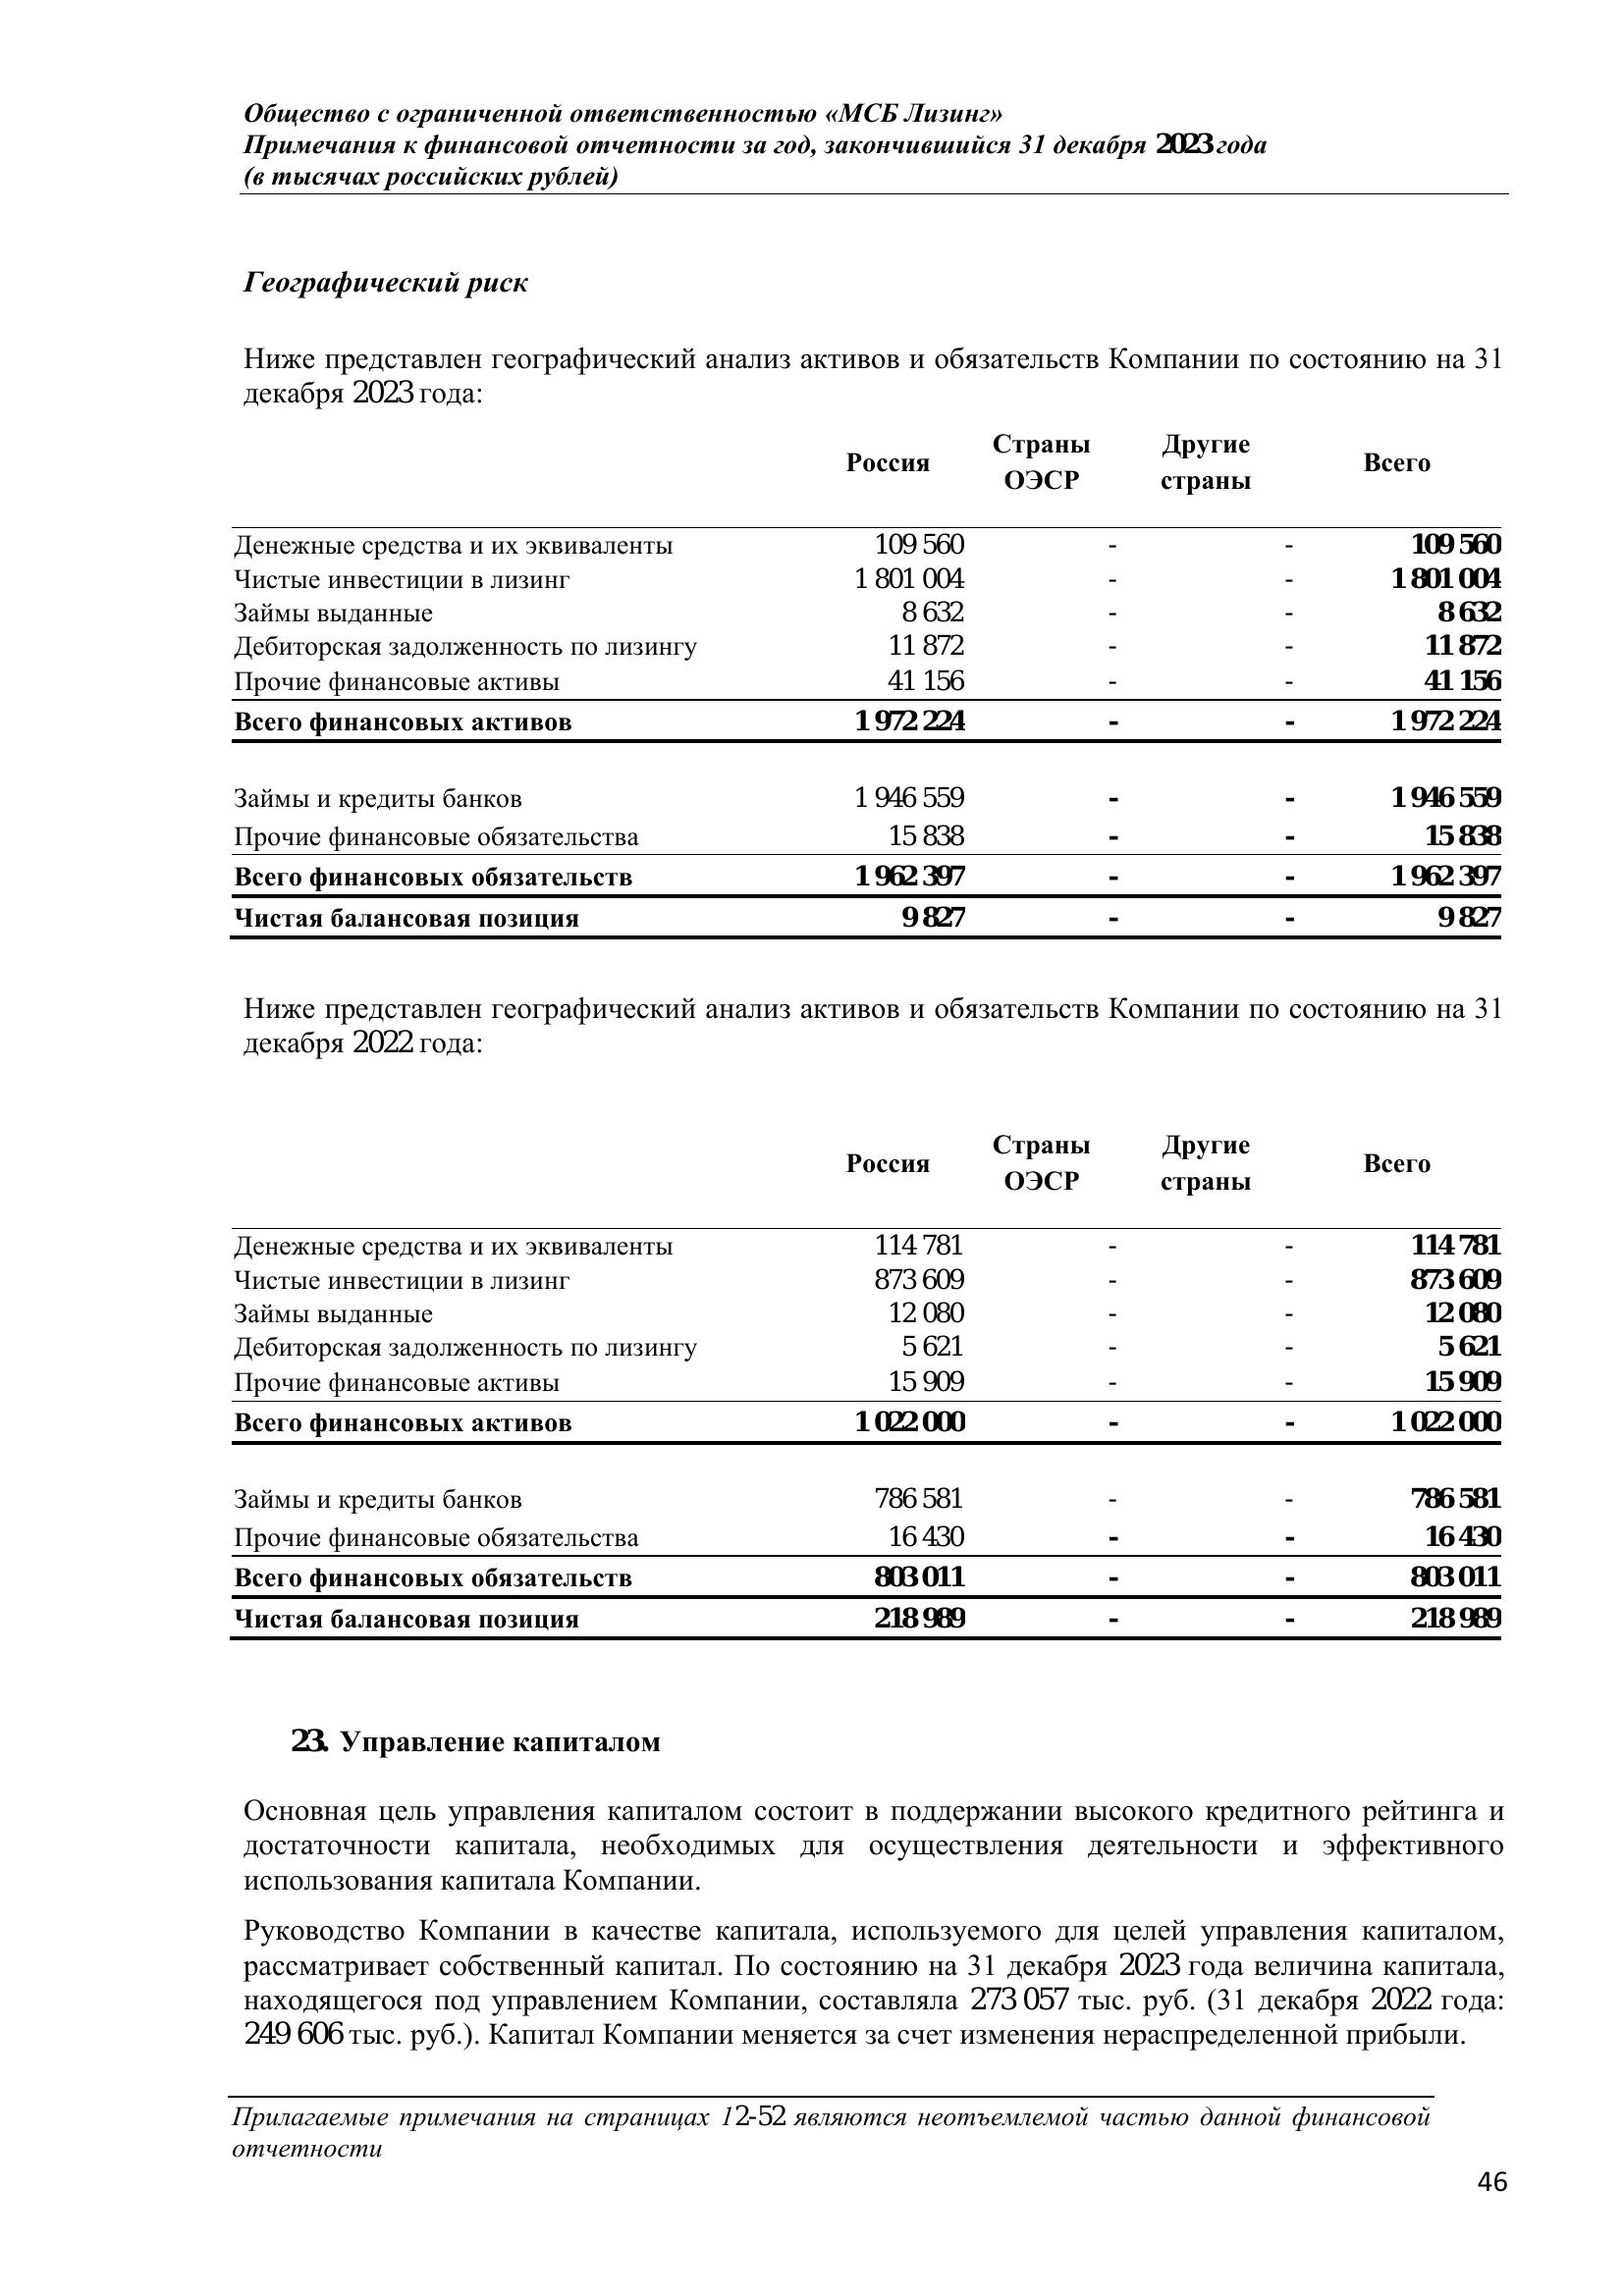 Общество с ограниченной ответственностью «МСБ Лизинг»
Примечания к финансовой отчетности за год, закончившийся 31 декабря 2023 года
(в тысячах российских рублей)
Географический риск
Ниже представлен географический анализ активов и обязательств Компании по состоянию на 31
декабря 2023 года:
Россия Страны ОЭСР Другие страны Всего
Денежные средства и их эквиваленты 109 560 - - 109 560
Чистые инвестиции в лизинг 1 801 004 - - 1 801 004
Займы выданные 8 632 - - 8 632
Дебиторская задолженность по лизингу 11 872 - - 11 872
Прочие финансовые активы 41 156 - - 41 156
Всего финансовых активов 1 972 224 - - 1 972 224
Займы и кредиты банков 1 946 559 - - 1 946 559
Прочие финансовые обязательства 15 838 - - 15 838
Всего финансовых обязательств 1 962 397 - - 1 962 397
Чистая балансовая позиция 9 827 - - 9 827
Ниже представлен географический анализ активов и обязательств Компании по состоянию на 31
декабря 2022 года:
Россия Страны ОЭСР Другие страны Всего
Денежные средства и их эквиваленты 114 781 - - 114 781
Чистые инвестиции в лизинг 873 609 - - 873 609
Займы выданные 12 080 - - 12 080
Дебиторская задолженность по лизингу 5 621 - - 5 621
Прочие финансовые активы 15 909 - - 15 909
Всего финансовых активов 1 022 000 - - 1 022 000
Займы и кредиты банков 786 581 - - 786 581
Прочие финансовые обязательства 16 430 - - 16 430
Всего финансовых обязательств 803 011 - - 803 011
Чистая балансовая позиция 218 989 - - 218 989
23. Управление капиталом
Основная цель управления капиталом состоит в поддержании высокого кредитного рейтинга и
достаточности капитала, необходимых для осуществления деятельности и эффективного
использования капитала Компании.
Руководство Компании в качестве капитала, используемого для целей управления капиталом,
рассматривает собственный капитал. По состоянию на 31 декабря 2023 года величина капитала,
находящегося под управлением Компании, составляла 273 057 тыс. руб. (31 декабря 2022 года:
249 606 тыс. руб.). Капитал Компании меняется за счет изменения нераспределенной прибыли.
Прилагаемые примечания на страницах 12-52 являются неотъемлемой частью данной финансовой
отчетности
46